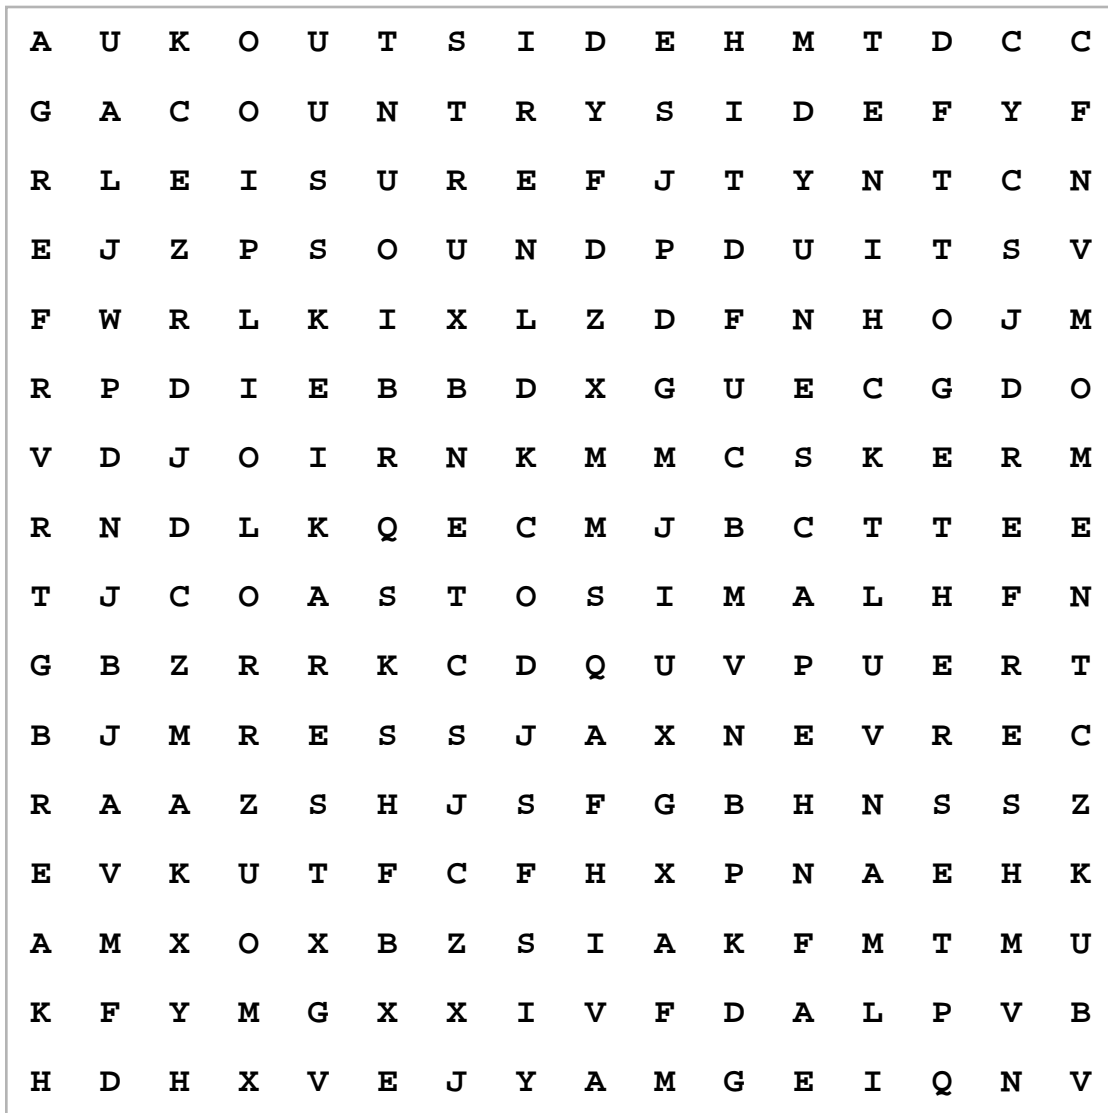 A U K O U T S I D E H M T D C C
G A C O U N T R Y S I D E F Y F
R L E I S U R E F J T Y N T C N
E J Z P S O U N D P D U I T S V
F W R L K I X L Z D F N H O J M
R P D I E B B D X G U E C G D O
V D J O I R N K M M C S K E R M
R N D L K Q E C M J B C T T E E
T J C O A S T O S I M A L H F N
G B Z R R K C D Q U V P U E R T
B J M R E S S J A X N E V R E C
R A A Z S H J S F G B H N S S Z
E V K U T F C F H X P N A E H K
A M X O X B Z S I A K F M T M U
K F Y M G X X I V F D A L P V B
H D H X V E J Y A M G E I Q N V